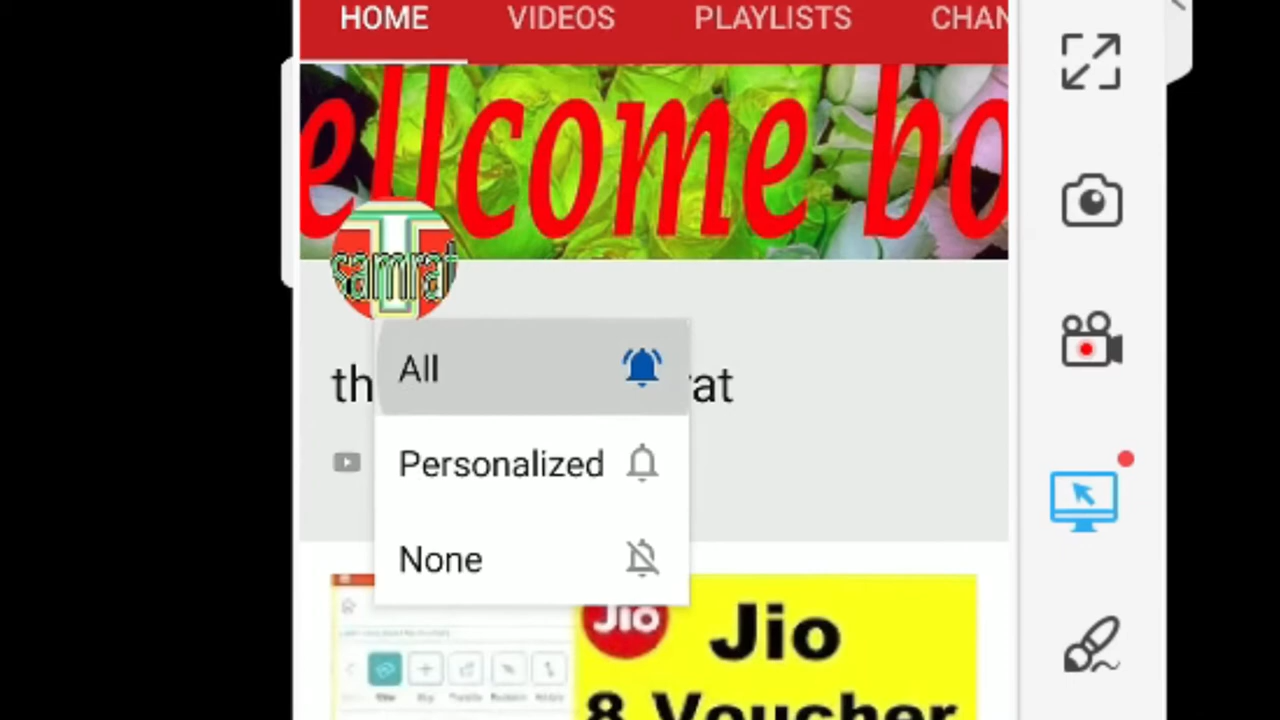 HOME VIDEOS PLAYLISTS CHAN
ellcome bo
samrat
th rat
All
Personalized
None
Jio Jio
8 Voucher